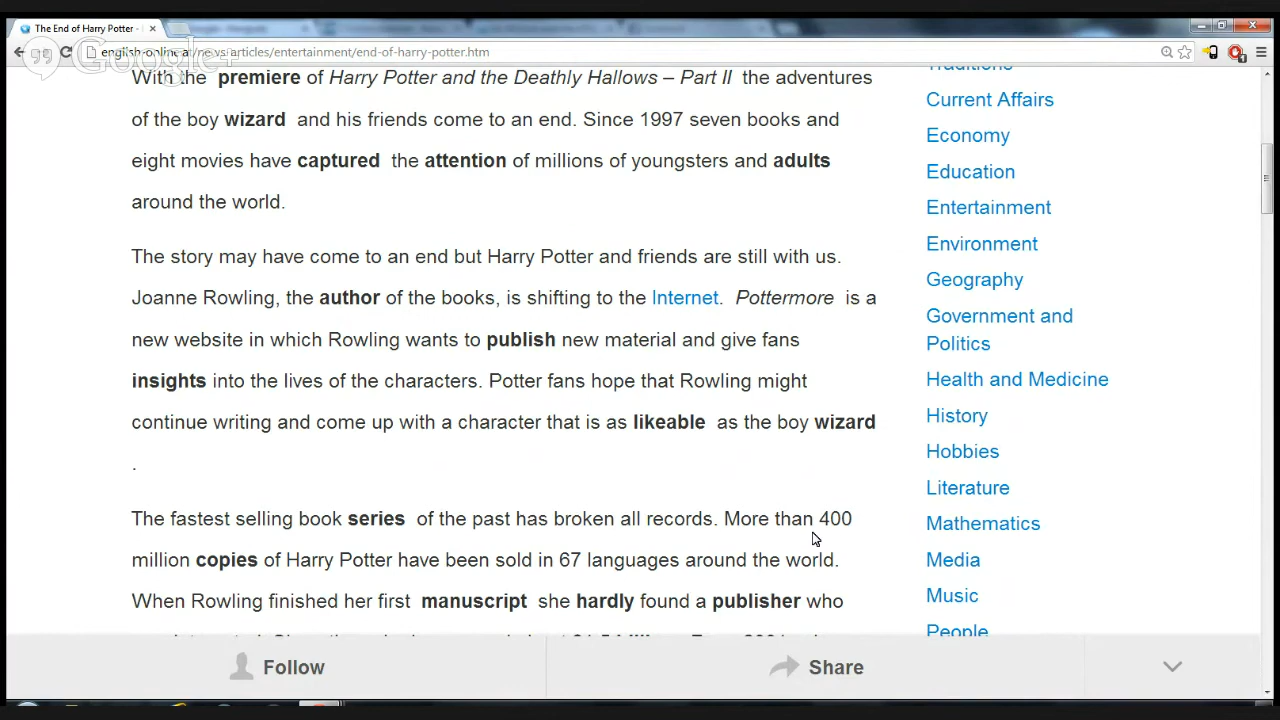 The End of Harry Potter -
Google+
english-online.at/news-articles/entertainment/end-of-harry-potter.htm
With the premiere of Harry Potter and the Deathly Hallows – Part II the adventures
of the boy wizard and his friends come to an end. Since 1997 seven books and
eight movies have captured the attention of millions of youngsters and adults
around the world.
The story may have come to an end but Harry Potter and friends are still with us.
Joanne Rowling, the author of the books, is shifting to the Internet. Pottermore is a
new website in which Rowling wants to publish new material and give fans
insights into the lives of the characters. Potter fans hope that Rowling might
continue writing and come up with a character that is as likeable as the boy wizard
.
The fastest selling book series of the past has broken all records. More than 400
million copies of Harry Potter have been sold in 67 languages around the world.
When Rowling finished her first manuscript she hardly found a publisher who
Traditions
Current Affairs
Economy
Education
Entertainment
Environment
Geography
Government and
Politics
Health and Medicine
History
Hobbies
Literature
Mathematics
Media
Music
People
Follow
Share